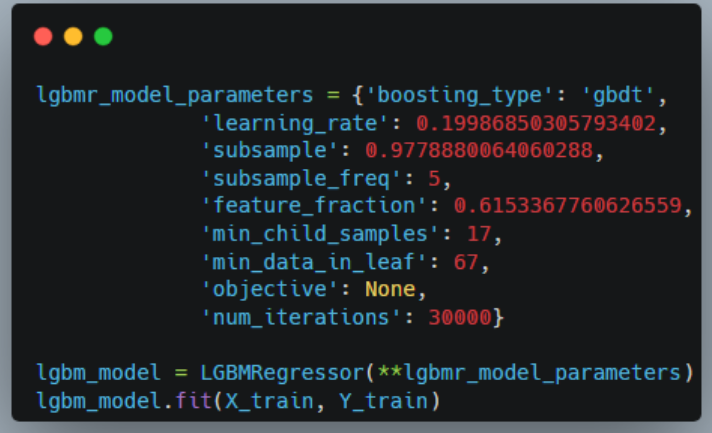 lgbmr_model_parameters = {'boosting_type': 'gbdt',
'learning_rate': 0.19986850305793402,
'subsample': 0.9778880064060288,
'subsample_freq': 5,
'feature_fraction': 0.6153367760626559,
'min_child_samples': 17,
'min_data_in_leaf': 67,
'objective': None,
'num_iterations': 30000}
lgbm_model = LGBMRegressor(**lgbmr_model_parameters)
lgbm_model.fit(X_train, Y_train)